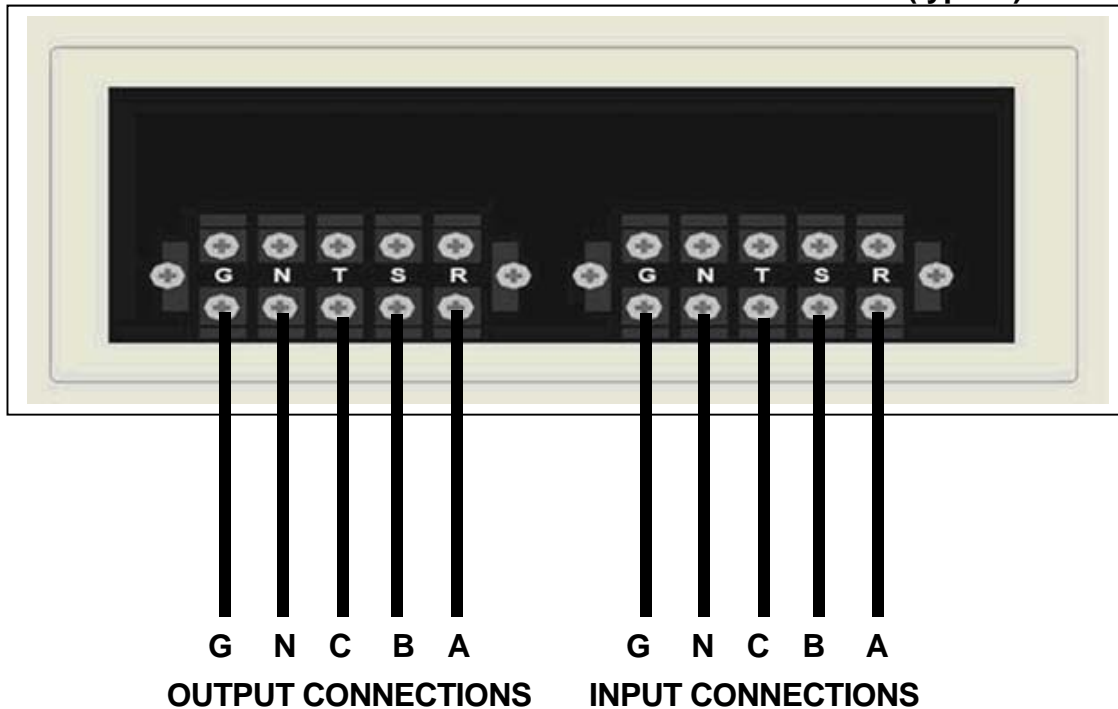 G N T S R G N T S R
G N C B A G N C B A
OUTPUT CONNECTIONS INPUT CONNECTIONS